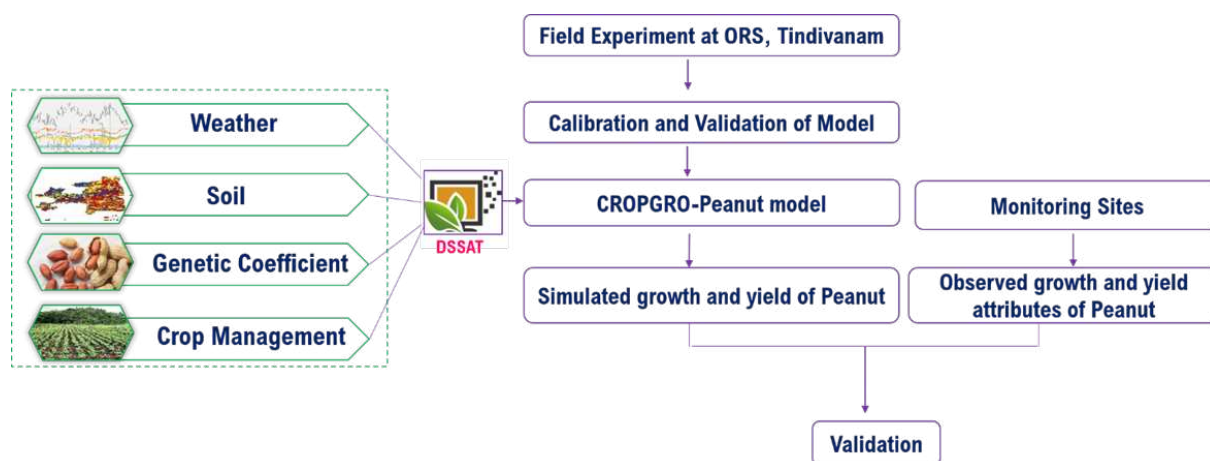 Field Experiment at ORS, Tindivanam
Weather
Calibration and Validation of Model
Soil
CROPGRO-Peanut model
Monitoring Sites
DSSAT
Genetic Coefficient
Simulated growth and yield of Peanut
Observed growth and yield
attributes of Peanut
Crop Management
Validation